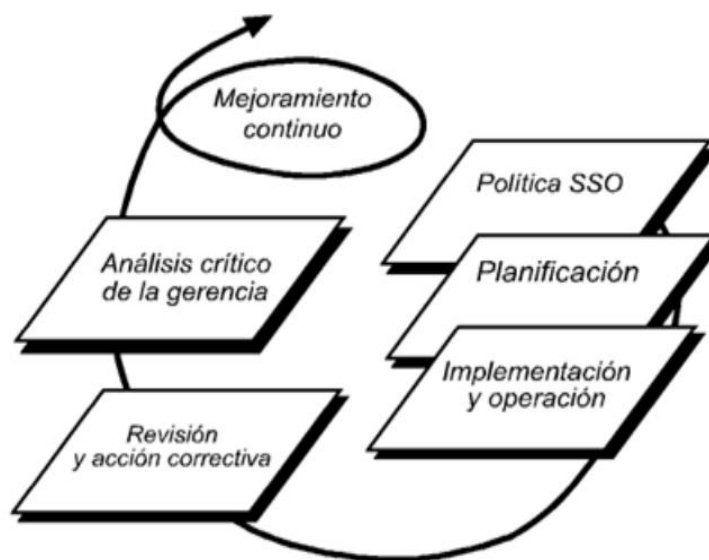 Mejoramiento
continuo
Política SSO
Análisis crítico
de la gerencia
Planificación
Implementación
y operación
Revisión
y acción correctiva